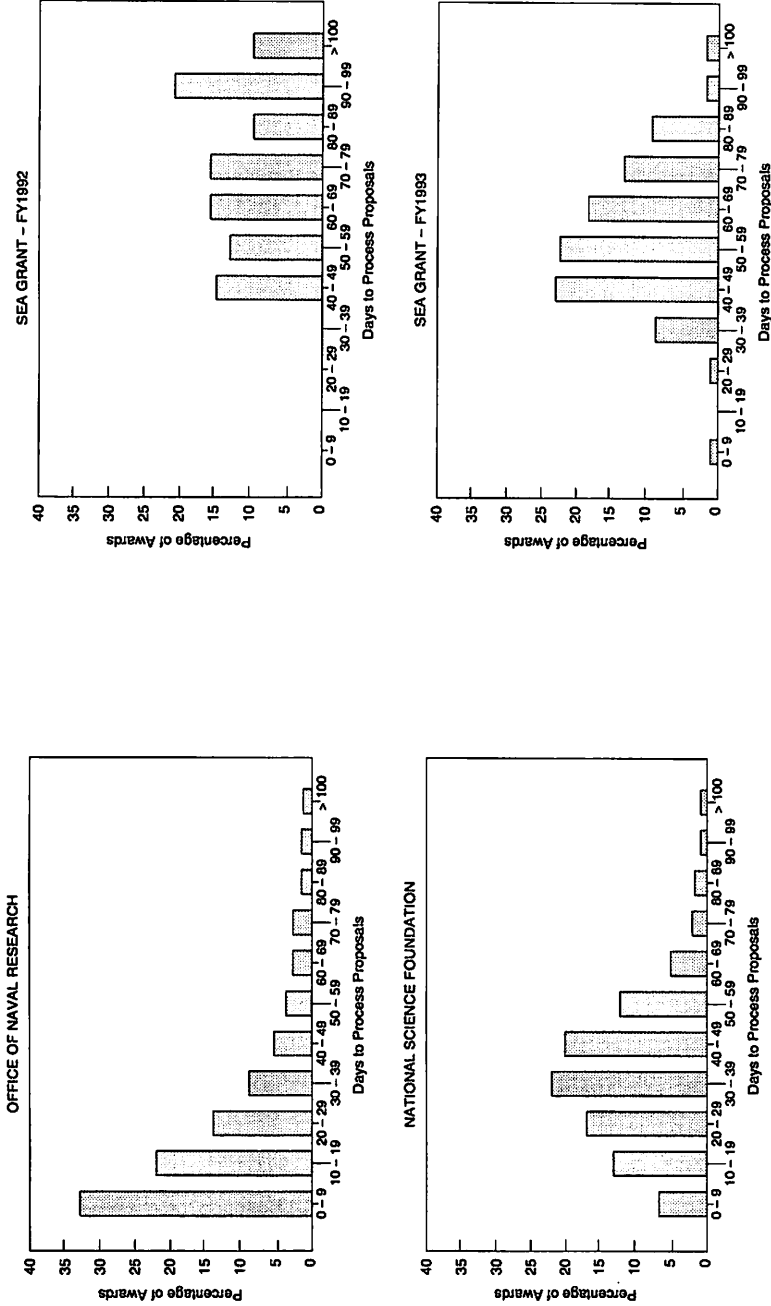 OFFICE OF NAVAL RESEARCH
Percentage of Awards
40
35
30
25
20
15
10
5
0
0 – 9
10 – 19
20 – 29
30 – 39
40 – 49
50 – 59
60 – 69
70 – 79
80 – 89
90 – 99
> 100
Days to Process Proposals
SEA GRANT – FY1992
Percentage of Awards
40
35
30
25
20
15
10
5
0
0 – 9
10 – 19
20 – 29
30 – 39
40 – 49
50 – 59
60 – 69
70 – 79
80 – 89
90 – 99
> 100
Days to Process Proposals
NATIONAL SCIENCE FOUNDATION
Percentage of Awards
40
35
30
25
20
15
10
5
0
0 – 9
10 – 19
20 – 29
30 – 39
40 – 49
50 – 59
60 – 69
70 – 79
80 – 89
90 – 99
> 100
Days to Process Proposals
SEA GRANT – FY1993
Percentage of Awards
40
35
30
25
20
15
10
5
0
0 – 9
10 – 19
20 – 29
30 – 39
40 – 49
50 – 59
60 – 69
70 – 79
80 – 89
90 – 99
> 100
Days to Process Proposals